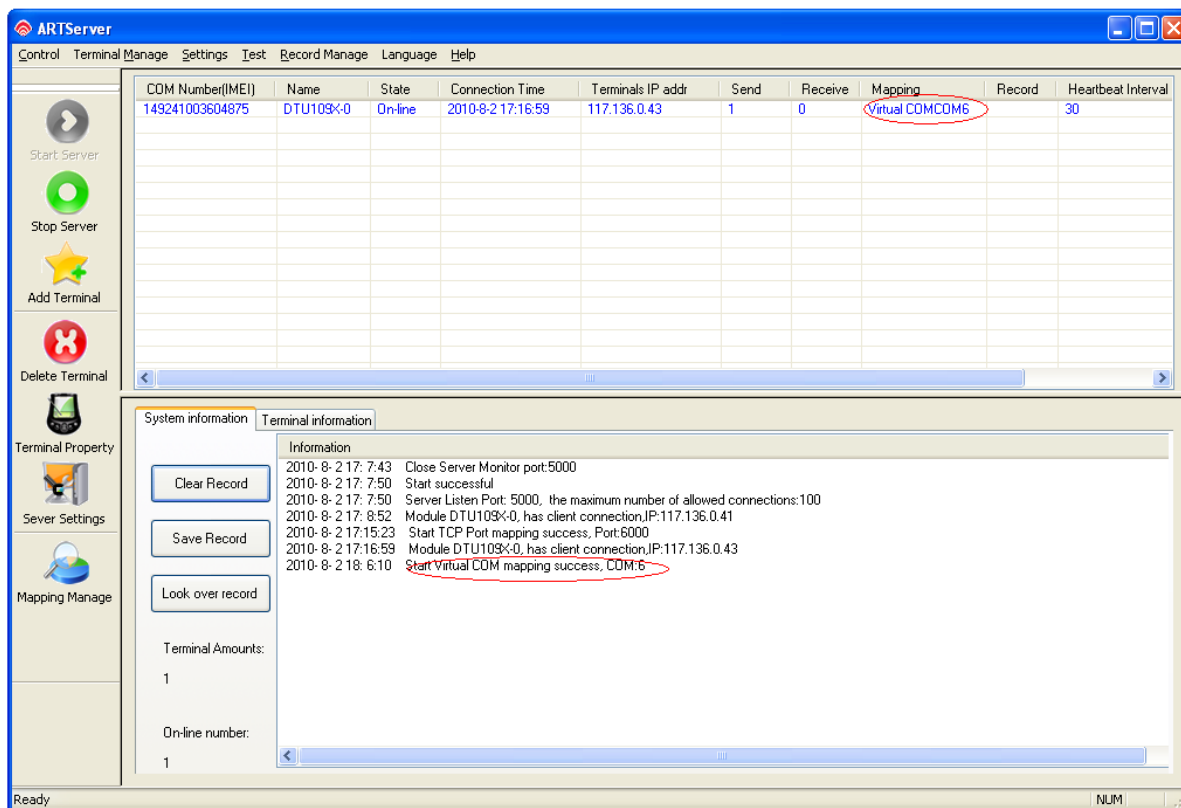 ARTServer
Control Terminal Manage Settings Test Record Manage Language Help
COM Number(IMEI) Name State Connection Time Terminals IP addr Send Receive Mapping Record Heartbeat Interval
149241003604875 DTU109X-0 On-line 2010-8-2 17:16:59 117.136.0.43 1 0 Virtual COMCOM6 30
Start Server
Stop Server
Add Terminal
Delete Terminal
Terminal Property
Sever Settings
Mapping Manage
System information Terminal information
Clear Record
Save Record
Look over record
Terminal Amounts:
1
On-line number:
1
Information
2010- 8- 2 17: 7:43 Close Server Monitor port:5000
2010- 8- 2 17: 7:50 Start successful
2010- 8- 2 17: 7:50 Server Listen Port: 5000, the maximum number of allowed connections:100
2010- 8- 2 17: 8:52 Module DTU109X-0, has client connection,IP:117.136.0.41
2010- 8- 2 17:15:23 Start TCP Port mapping success, Port:6000
2010- 8- 2 17:16:59 Module DTU109X-0, has client connection,IP:117.136.0.43
2010- 8- 2 18: 6:10 Start Virtual COM mapping success, COM:6
Ready NUM